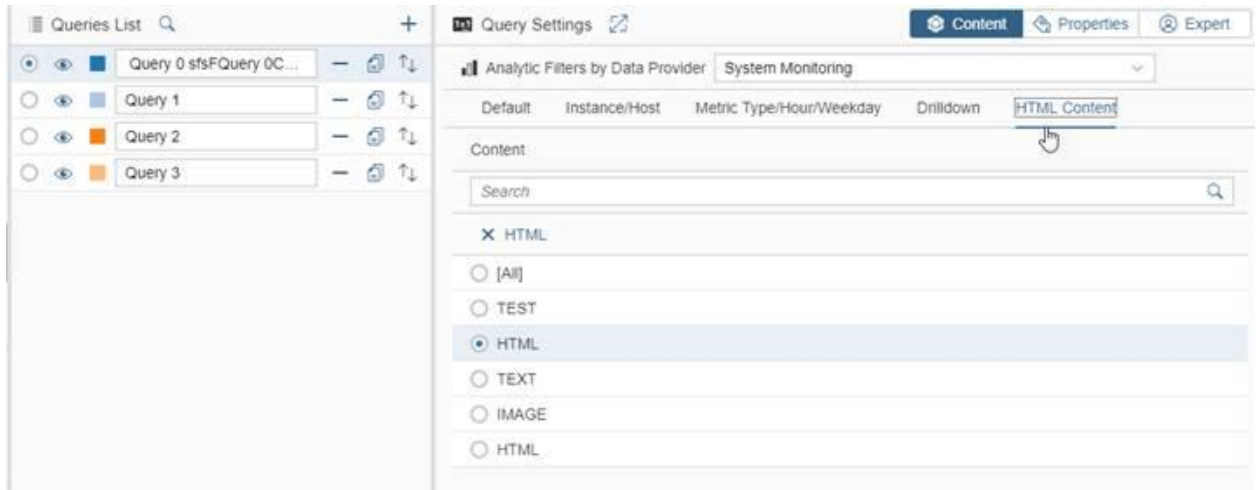 Queries List
Query 0 sfsFQuery 0C...
Query 1
Query 2
Query 3
Query Settings
Content Properties Expert
Analytic Filters by Data Provider System Monitoring
Default Instance/Host Metric Type/Hour/Weekday Drilldown HTML Content
Content
Search
HTML
[All]
TEST
HTML
TEXT
IMAGE
HTML